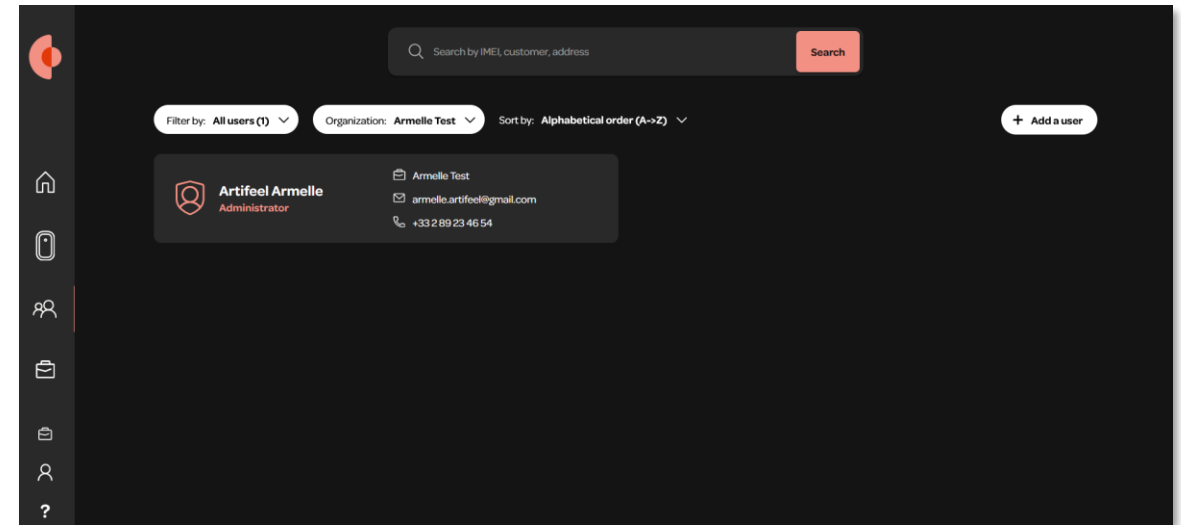 Search by IMEI, customer, address
Search
Filter by: All users (1)
Organization: Armelle Test
Sort by: Alphabetical order (A->Z)
+ Add a user
Artifeel Armelle
Administrator
Armelle Test
armelle.artifeel@gmail.com
+33 2 89 23 46 54
?